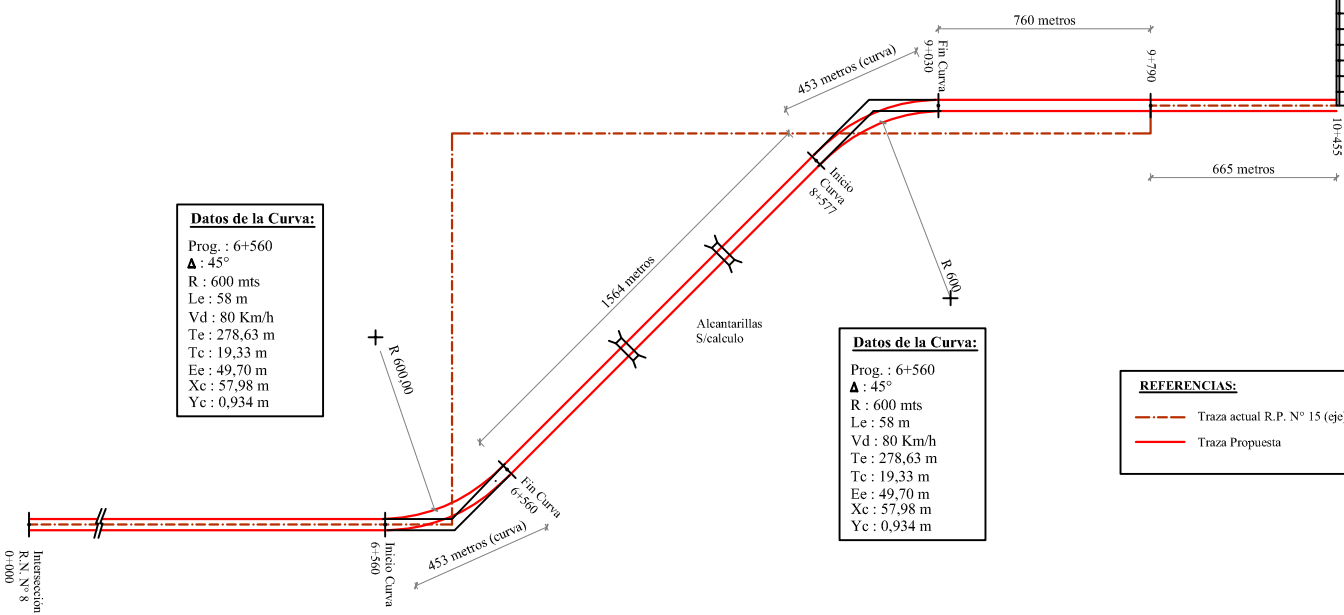 760 metros
453 metros (curva)
Fin Curva
9+030
9+790
10+455
665 metros
Inicio
Curva
8+577
1564 metros
R 600
Alcantarillas
S/calculo
Datos de la Curva:
Prog. : 6+560
Δ : 45°
R : 600 mts
Le : 58 m
Vd : 80 Km/h
Te : 278,63 m
Tc : 19,33 m
Ee : 49,70 m
Xc : 57,98 m
Yc : 0,934 m
R 600,00
Datos de la Curva:
Prog. : 6+560
Δ : 45°
R : 600 mts
Le : 58 m
Vd : 80 Km/h
Te : 278,63 m
Tc : 19,33 m
Ee : 49,70 m
Xc : 57,98 m
Yc : 0,934 m
REFERENCIAS:
Traza actual R.P. N° 15 (eje
Traza Propuesta
Fin Curva
6+560
453 metros (curva)
Inicio Curva
6+560
Intersección
R.N. N° 8
0+000